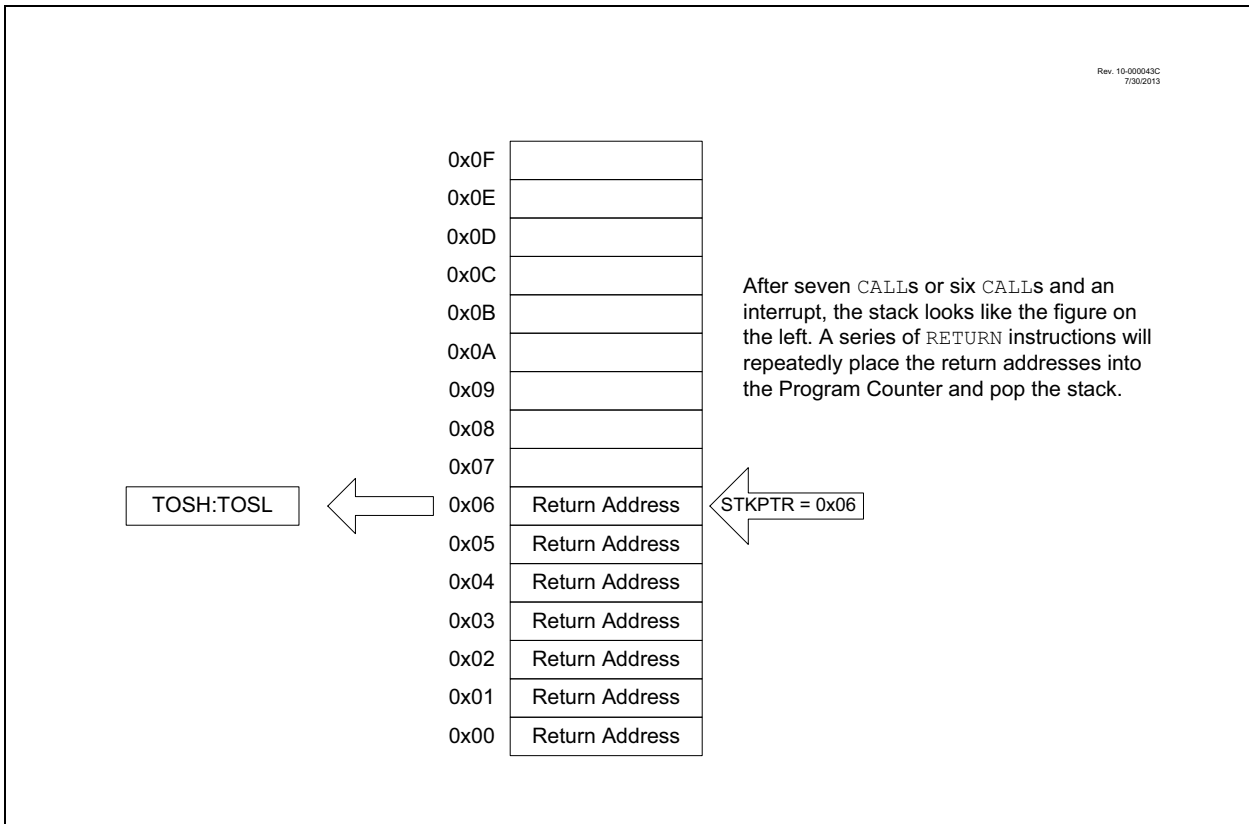 Rev. 10-000043C
7/30/2013
0x0F
0x0E
0x0D
0x0C
0x0B
0x0A
0x09
0x08
0x07
After seven CALLs or six CALLs and an
interrupt, the stack looks like the figure on
the left. A series of RETURN instructions will
repeatedly place the return addresses into
the Program Counter and pop the stack.
TOSH:TOSL
0x06 Return Address
STKPTR = 0x06
0x05 Return Address
0x04 Return Address
0x03 Return Address
0x02 Return Address
0x01 Return Address
0x00 Return Address